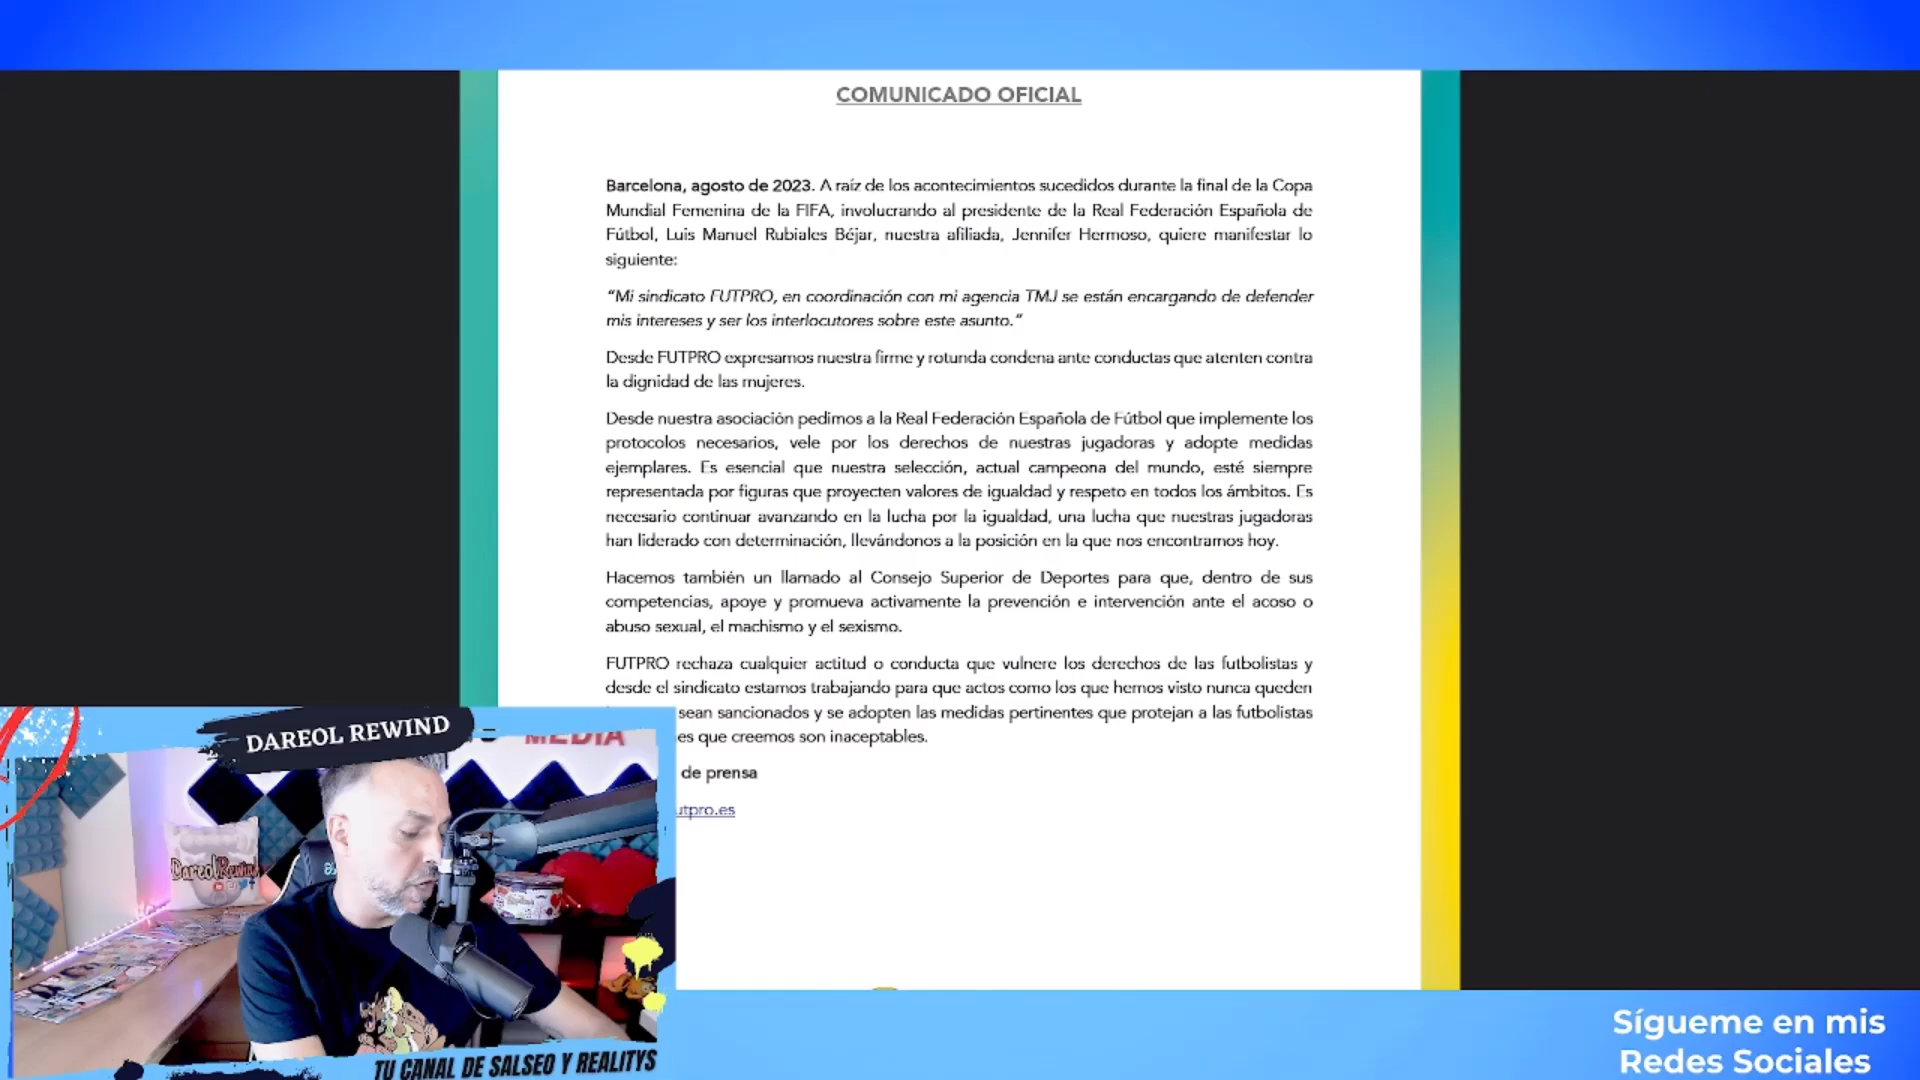 COMUNICADO OFICIAL
Barcelona, agosto de 2023. A raíz de los acontecimientos sucedidos durante la final de la Copa
Mundial Femenina de la FIFA, involucrando al presidente de la Real Federación Española de
Fútbol, Luis Manuel Rubiales Béjar, nuestra afiliada, Jennifer Hermoso, quiere manifestar lo
siguiente:
“Mi sindicato FUTPRO, en coordinación con mi agencia TMJ se están encargando de defender
mis intereses y ser los interlocutores sobre este asunto.”
Desde FUTPRO expresamos nuestra firme y rotunda condena ante conductas que atenten contra
la dignidad de las mujeres.
Desde nuestra asociación pedimos a la Real Federación Española de Fútbol que implemente los
protocolos necesarios, vele por los derechos de nuestras jugadoras y adopte medidas
ejemplares. Es esencial que nuestra selección, actual campeona del mundo, esté siempre
representada por figuras que proyecten valores de igualdad y respeto en todos los ámbitos. Es
necesario continuar avanzando en la lucha por la igualdad, una lucha que nuestras jugadoras
han liderado con determinación, llevándonos a la posición en la que nos encontramos hoy.
Hacemos también un llamado al Consejo Superior de Deportes para que, dentro de sus
competencias, apoye y promueva activamente la prevención e intervención ante el acoso o
abuso sexual, el machismo y el sexismo.
FUTPRO rechaza cualquier actitud o conducta que vulnere los derechos de las futbolistas y
desde el sindicato estamos trabajando para que actos como los que hemos visto nunca queden
sean sancionados y se adopten las medidas pertinentes que protejan a las futbolistas
es que creemos son inaceptables.
de prensa
utpro.es
DAREOL REWIND
MEDIA
DareolRewind
TU CANAL DE SALSEO Y REALITYS
Sígueme en mis
Redes Sociales